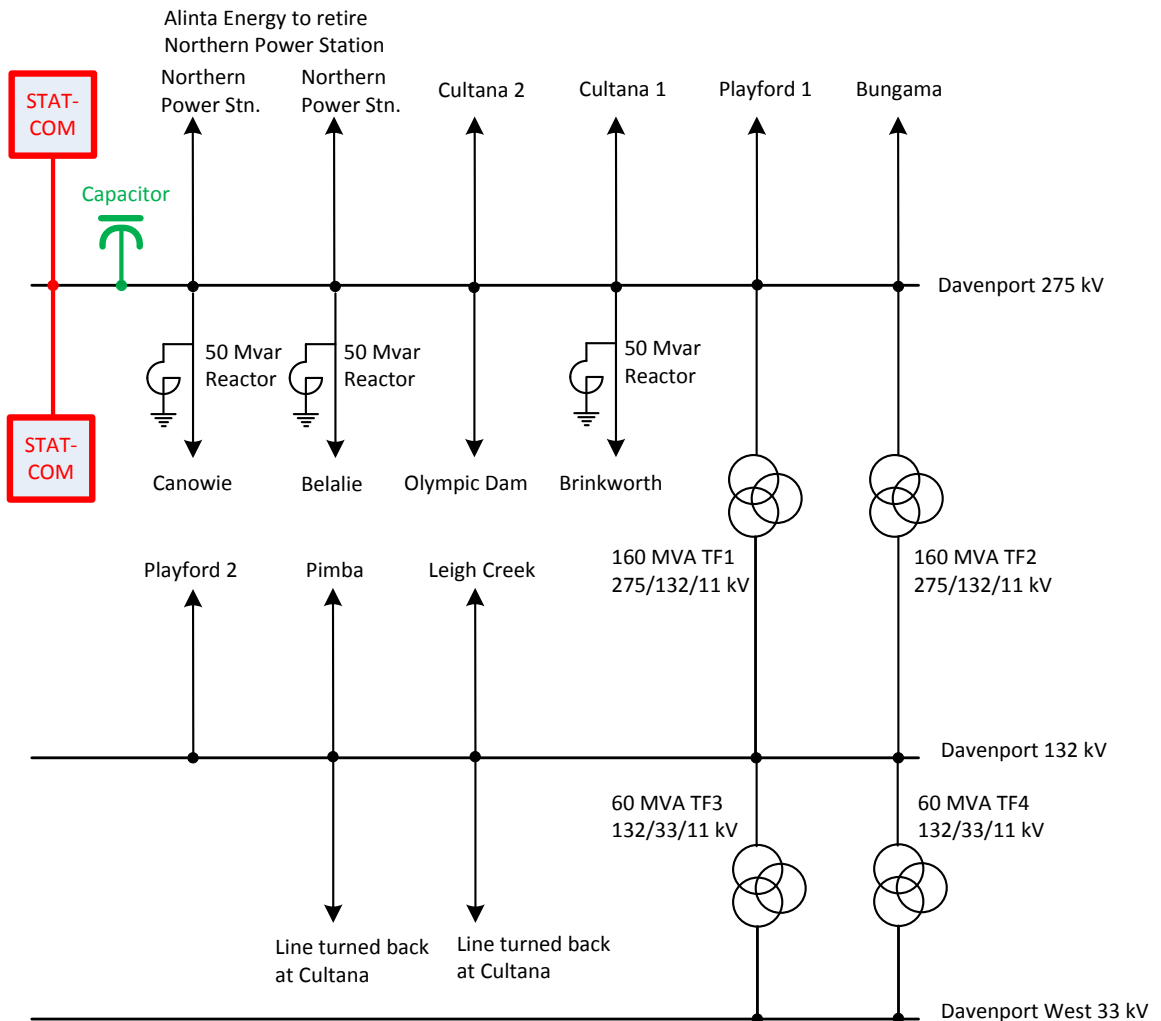 Alinta Energy to retire
Northern Power Station
STAT-
COM
Northern
Power Stn.
Northern
Power Stn.
Cultana 2
Cultana 1
Playford 1
Bungama
Capacitor
Davenport 275 kV
50 Mvar
Reactor
50 Mvar
Reactor
50 Mvar
Reactor
STAT-
COM
Canowie
Belalie
Olympic Dam
Brinkworth
160 MVA TF1
275/132/11 kV
160 MVA TF2
275/132/11 kV
Playford 2
Pimba
Leigh Creek
Davenport 132 kV
60 MVA TF3
132/33/11 kV
60 MVA TF4
132/33/11 kV
Line turned back
at Cultana
Line turned back
at Cultana
Davenport West 33 kV